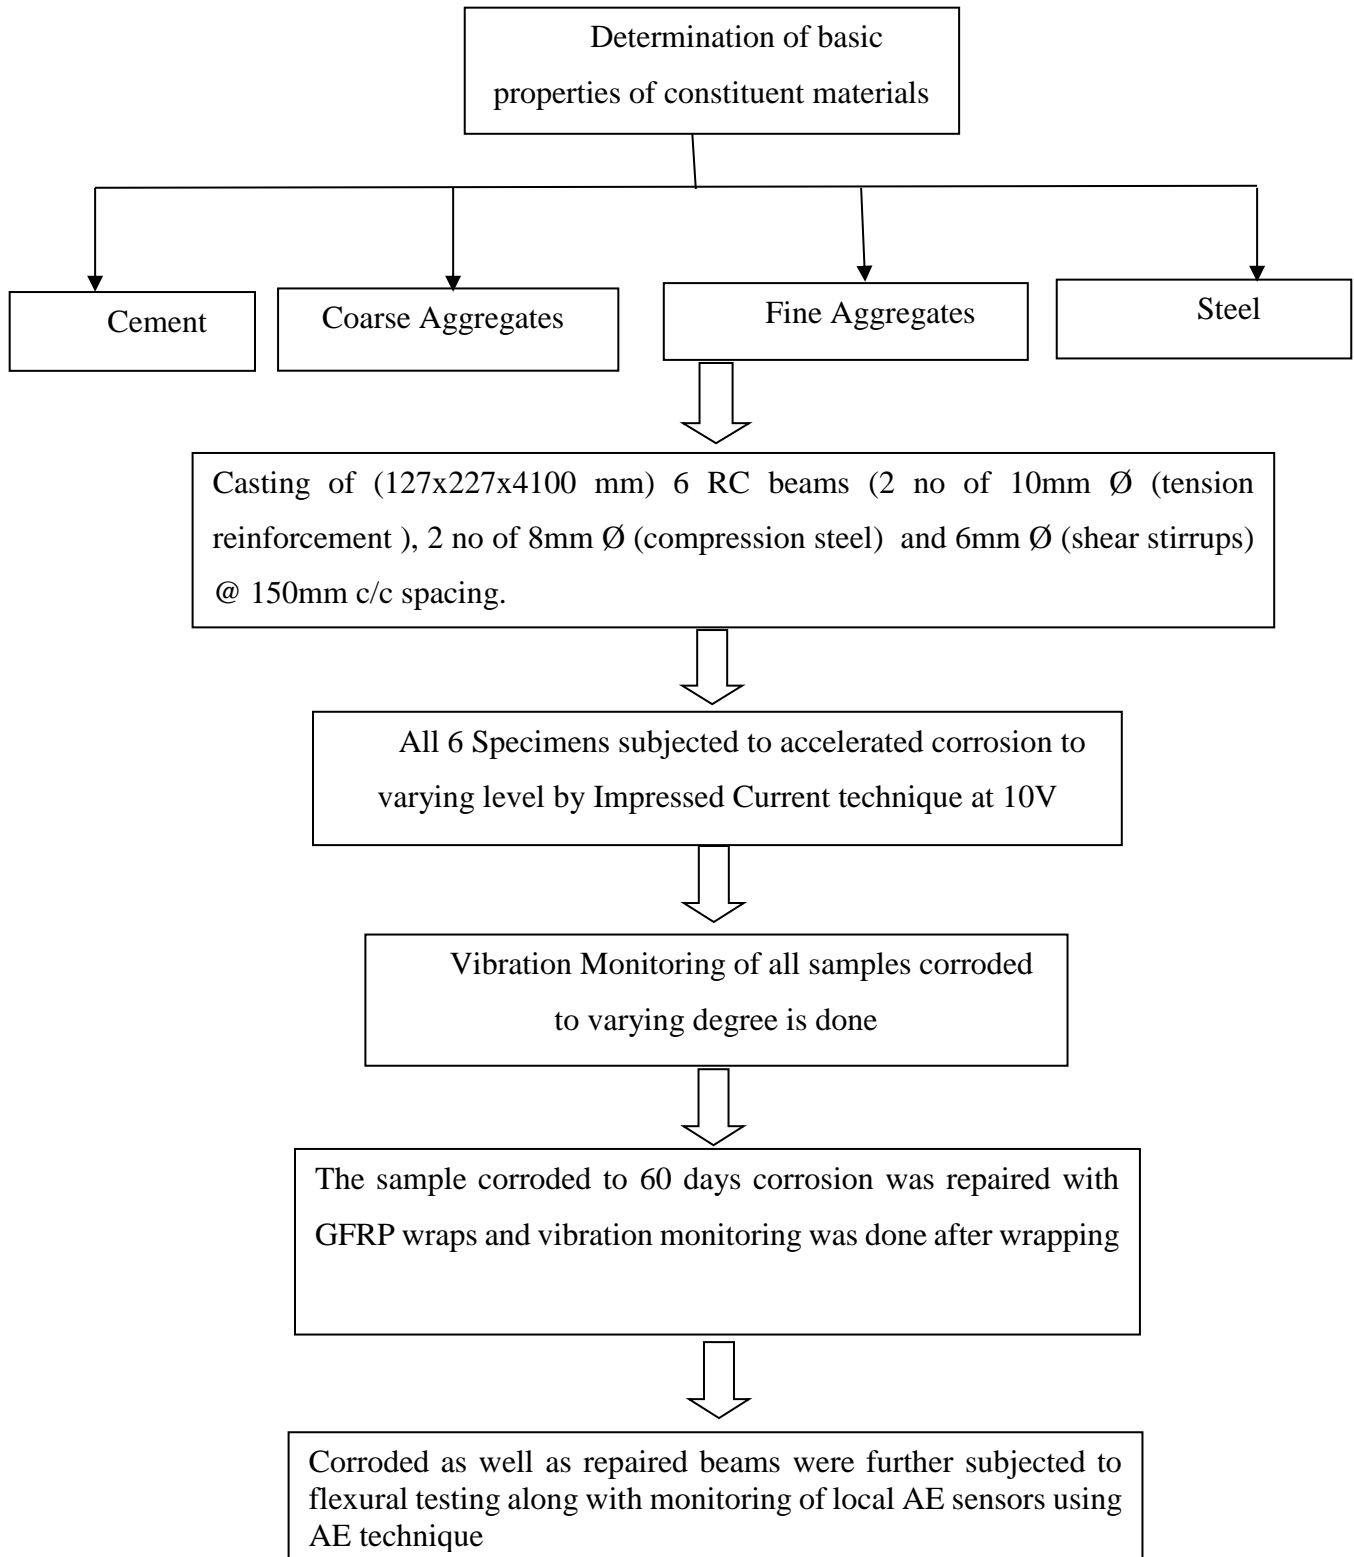 Determination of basic
properties of constituent materials
Cement
Coarse Aggregates
Fine Aggregates
Steel
Casting of (127x227x4100 mm) 6 RC beams (2 no of 10mm Ø (tension
reinforcement ), 2 no of 8mm Ø (compression steel) and 6mm Ø (shear stirrups)
@ 150mm c/c spacing.
All 6 Specimens subjected to accelerated corrosion to
varying level by Impressed Current technique at 10V
Vibration Monitoring of all samples corroded
to varying degree is done
The sample corroded to 60 days corrosion was repaired with
GFRP wraps and vibration monitoring was done after wrapping
Corroded as well as repaired beams were further subjected to
flexural testing along with monitoring of local AE sensors using
AE technique